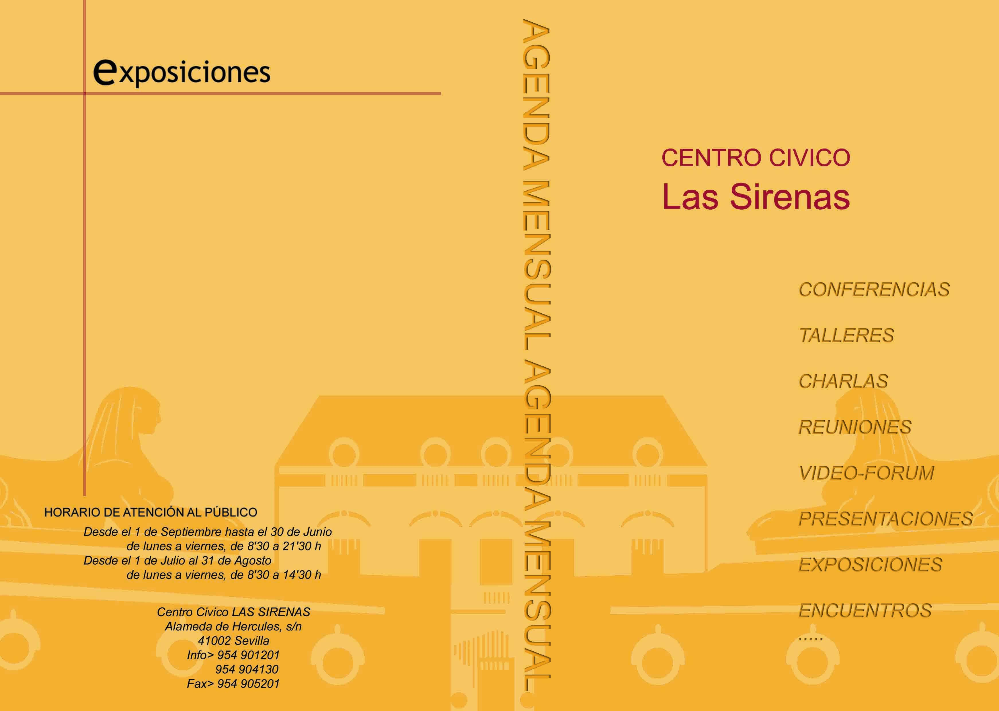 exposiciones
HORARIO DE ATENCIÓN AL PÚBLICO
Desde el 1 de Septiembre hasta el 30 de Junio
de lunes a viernes, de 8'30 a 21'30 h
Desde el 1 de Julio al 31 de Agosto
de lunes a viernes, de 8'30 a 14'30 h
Centro Civico LAS SIRENAS
Alameda de Hercules, s/n
41002 Sevilla
Info> 954 901201
954 904130
Fax> 954 905201
AGENDA MENSUAL AGENDA MENSUAL
CENTRO CIVICO
Las Sirenas
CONFERENCIAS
TALLERES
CHARLAS
REUNIONES
VIDEO-FORUM
PRESENTACIONES
EXPOSICIONES
ENCUENTROS
.....